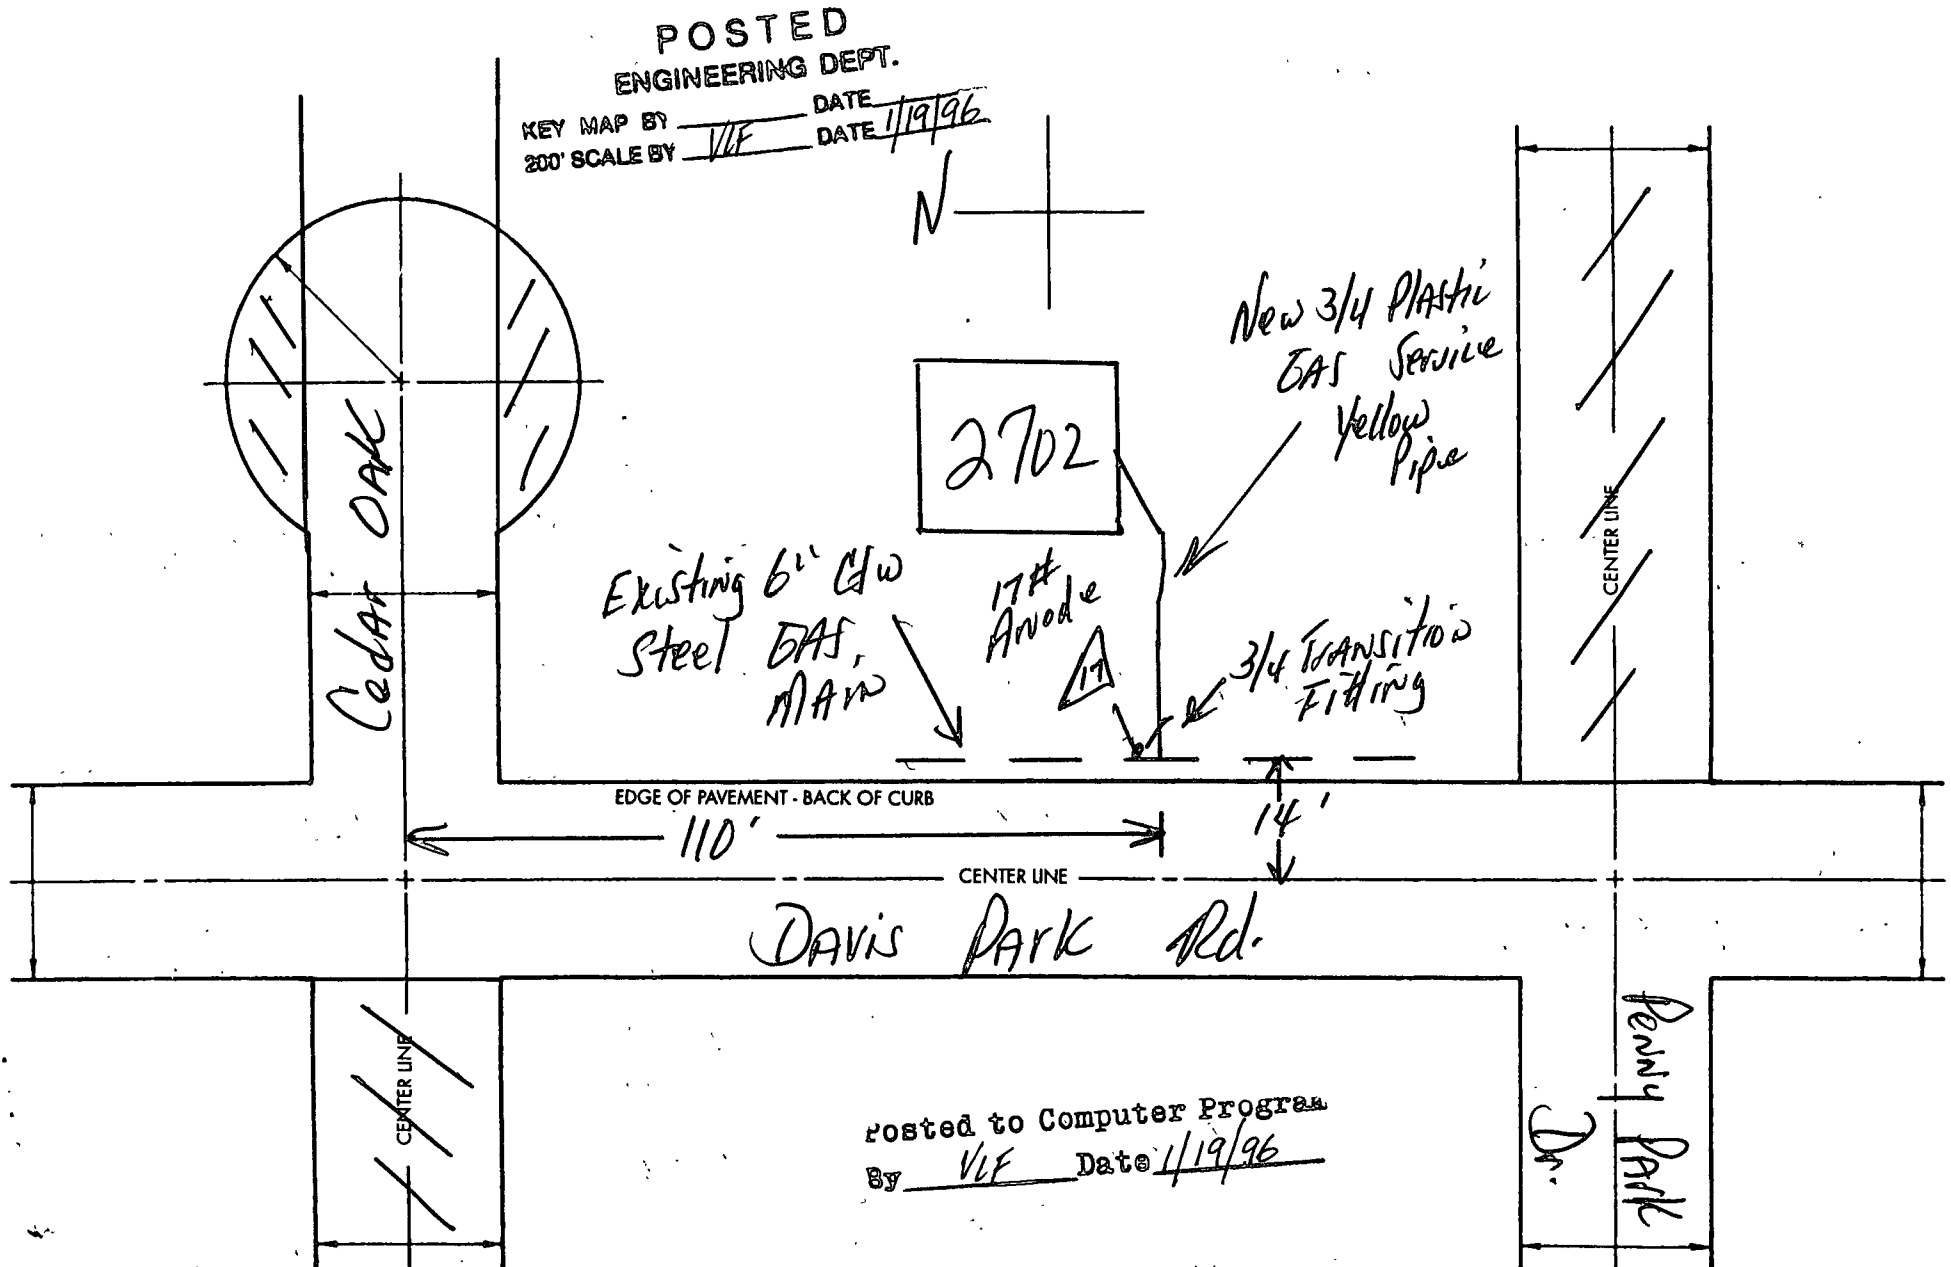 POSTED
ENGINEERING DEPT.
KEY MAP BY ______ DATE ______
200' SCALE BY VLF DATE 1/19/96
N
New 3/4 Plastic
GAS Service
Yellow
Pipe
2702
Cedar OAK
Existing 6" C/W
Steel GAS
MAIN
17#
Anode
17
3/4 TRANSITION
FITTING
CENTER LINE
EDGE OF PAVEMENT - BACK OF CURB
110'
14'
CENTER LINE
DAVIS PARK Rd.
CENTER LINE
Penny PARK
Dr.
Posted to Computer Program
By VLF Date 1/19/96